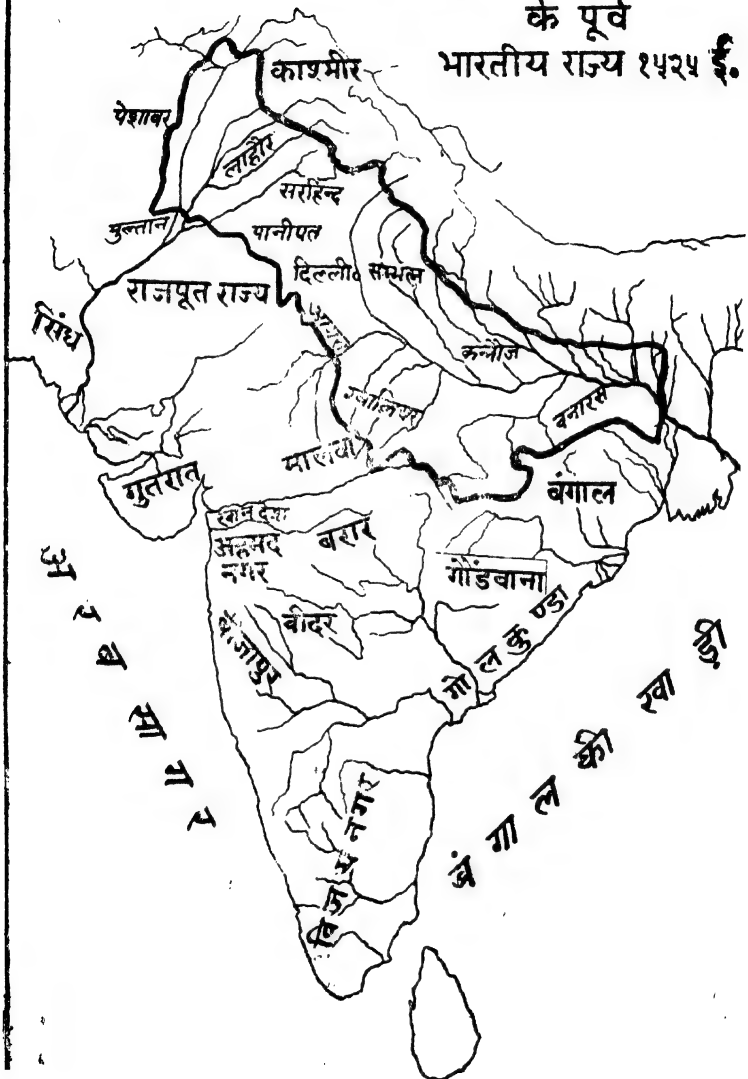 के पूर्व
भारतीय राज्य १५२५ ई.
काश्मीर
पेशावर
लाहौर
सरहिन्द
मुल्तान
पानीपत
दिल्ली
सम्भल
राजपूत राज्य
सिंध
कन्नौज
ग्वालियर
बनारस
मालवा
गुतरात
बंगाल
खानदेश
अहमद
नगर
बरार
गोंडवाना
बीदर
बीजापुर
गोलकुण्डा
विजयनगर
अरब सागर
बंगाल की खाड़ी